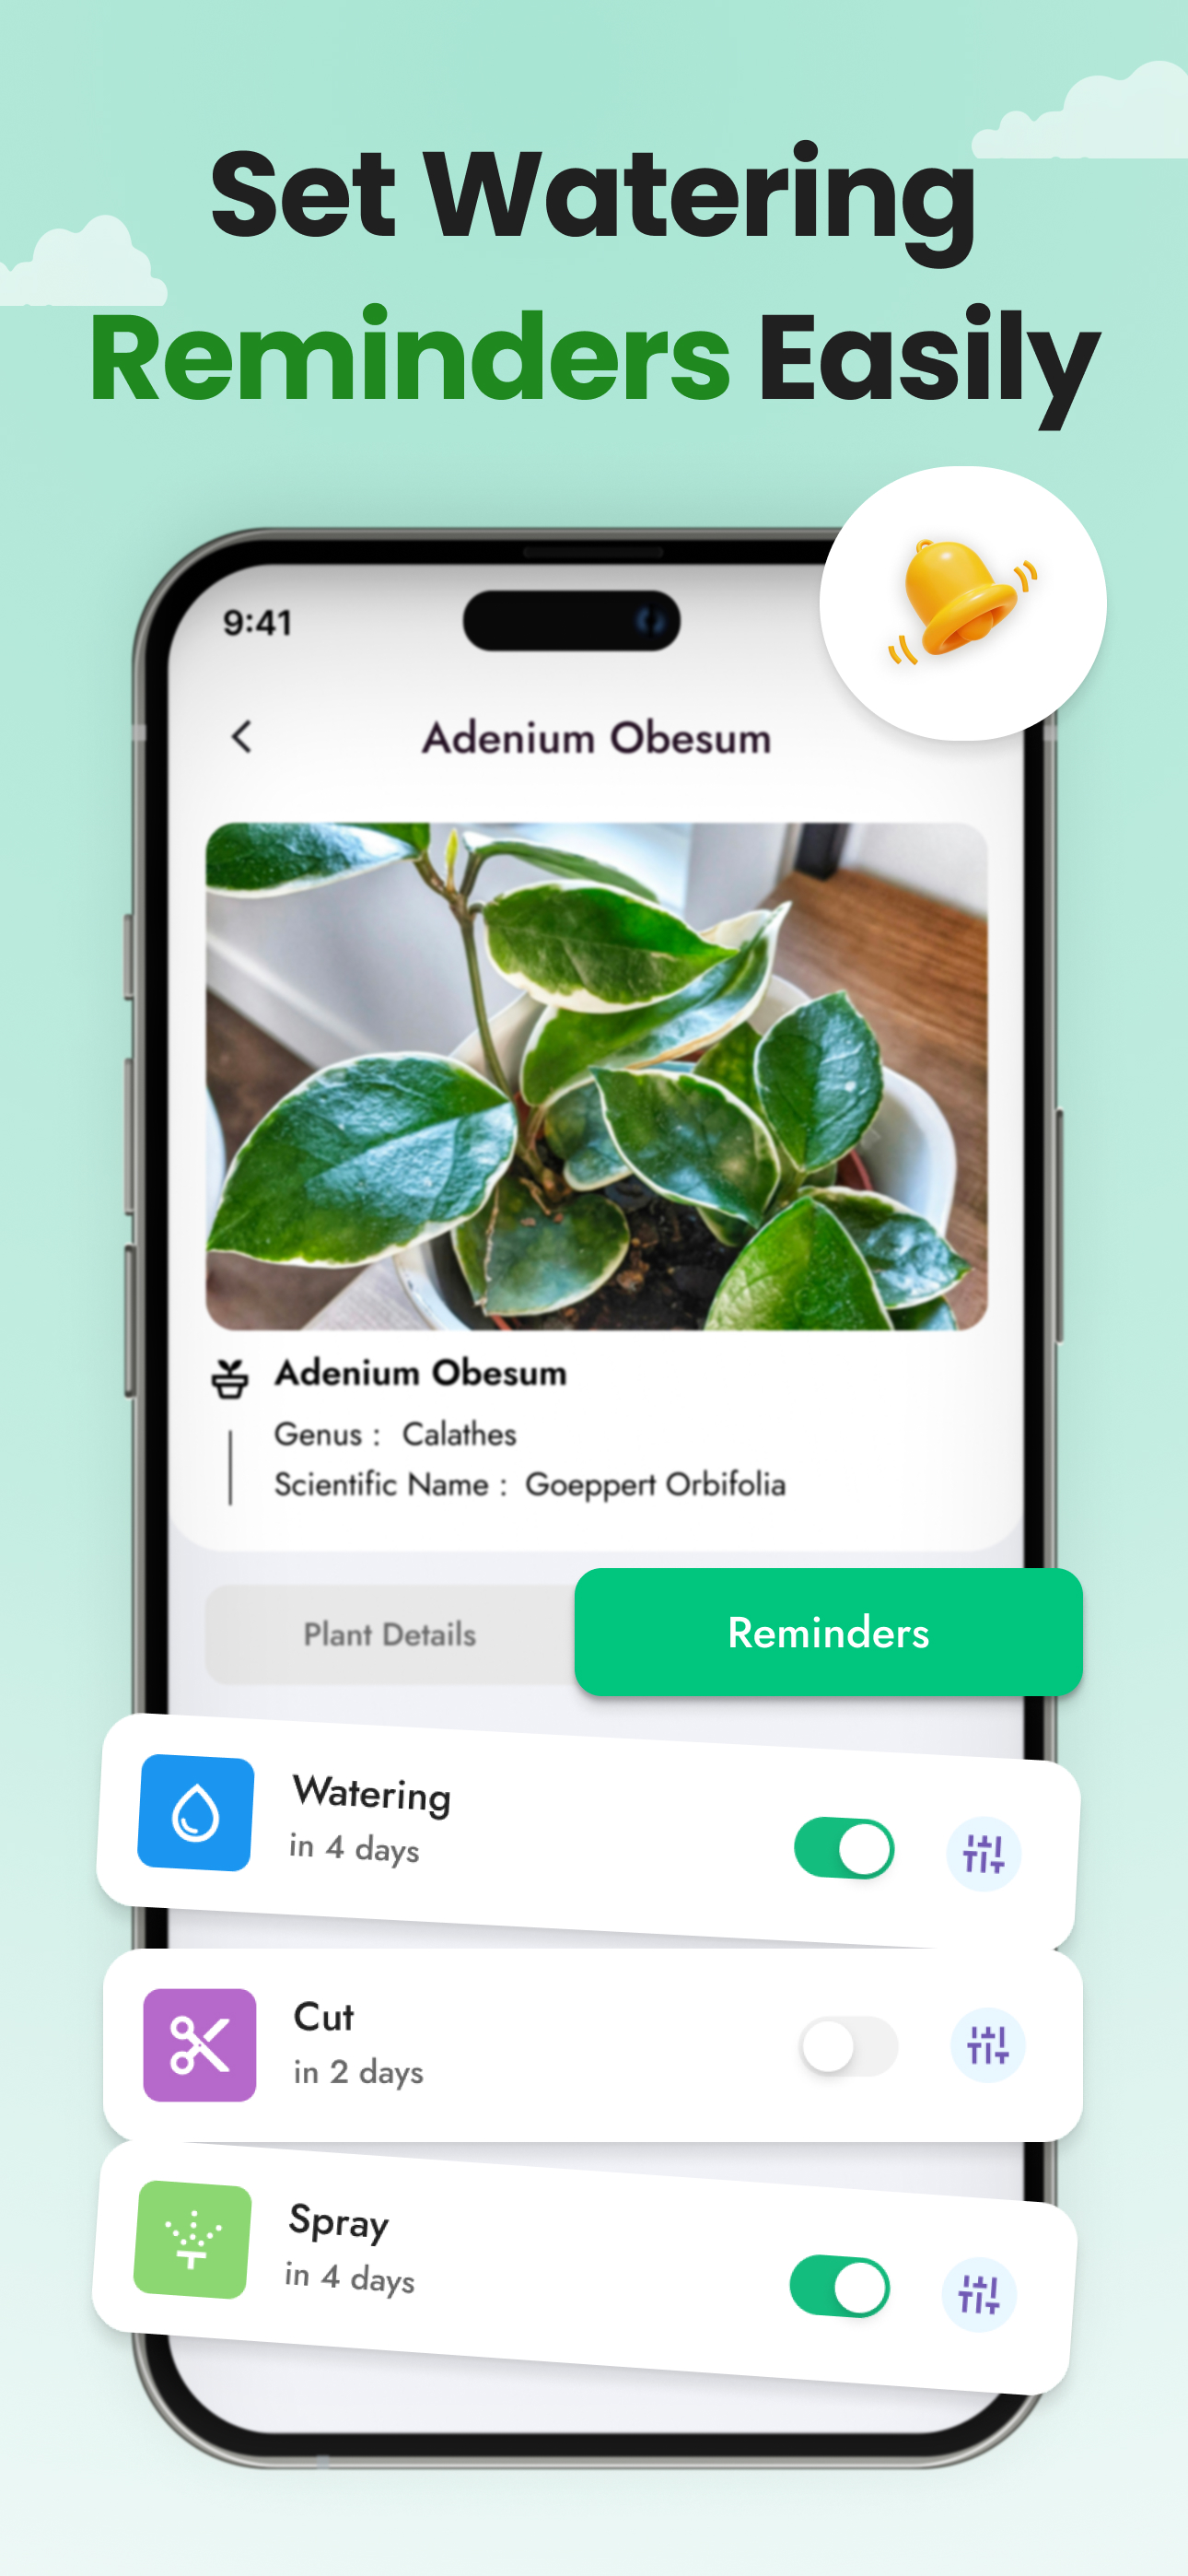 Set Watering
Reminders Easily
9:41
Adenium Obesum
Adenium Obesum
Genus : Calathes
Scientific Name : Goeppert Orbifolia
Plant Details
Reminders
Watering
in 4 days
Cut
in 2 days
Spray
in 4 days